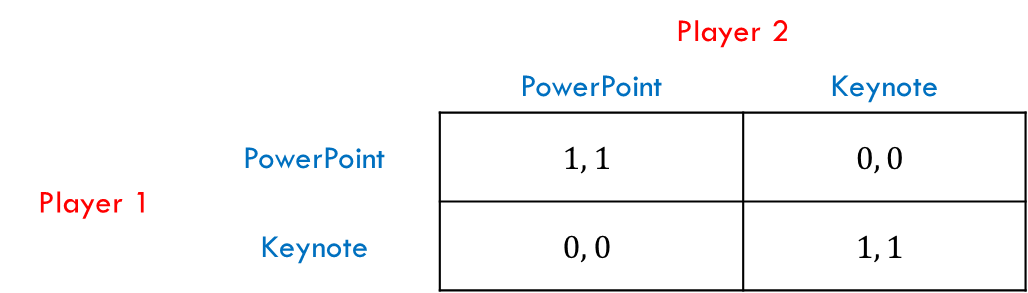 Player 2
PowerPoint Keynote
PowerPoint 1, 1 0, 0
Player 1
Keynote 0, 0 1, 1